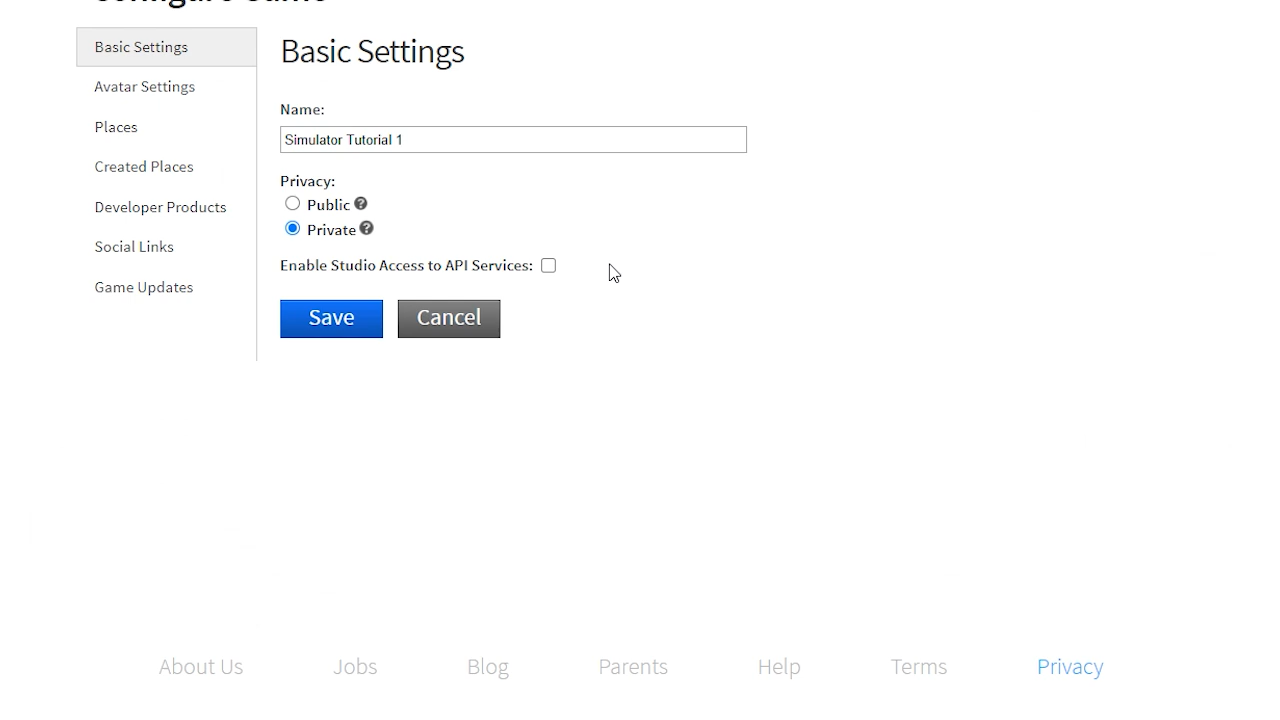 Configure Game
Basic Settings
Avatar Settings
Places
Created Places
Developer Products
Social Links
Game Updates
Basic Settings
Name:
Simulator Tutorial 1
Privacy:
Public
Private
Enable Studio Access to API Services:
Save
Cancel
About Us
Jobs
Blog
Parents
Help
Terms
Privacy